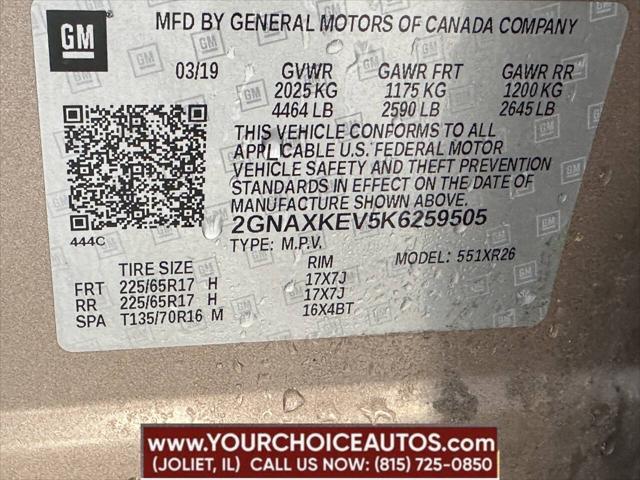 GM
MFD BY GENERAL MOTORS OF CANADA COMPANY
03/19 GVWR GAWR FRT GAWR RR
2025 KG 1175 KG 1200 KG
4464 LB 2590 LB 2645 LB
THIS VEHICLE CONFORMS TO ALL
APPLICABLE U.S. FEDERAL MOTOR
VEHICLE SAFETY AND THEFT PREVENTION
STANDARDS IN EFFECT ON THE DATE OF
MANUFACTURE SHOWN ABOVE.
2GNAXKEV5K6259505
444C
TYPE: M.P.V. MODEL: 551XR26
TIRE SIZE RIM
FRT 225/65R17 H 17X7J
RR 225/65R17 H 17X7J
SPA T135/70R16 M 16X4BT
WWW.YOURCHOICEAUTOS.COM
(JOLIET, IL) CALL US NOW: (815) 725-0850